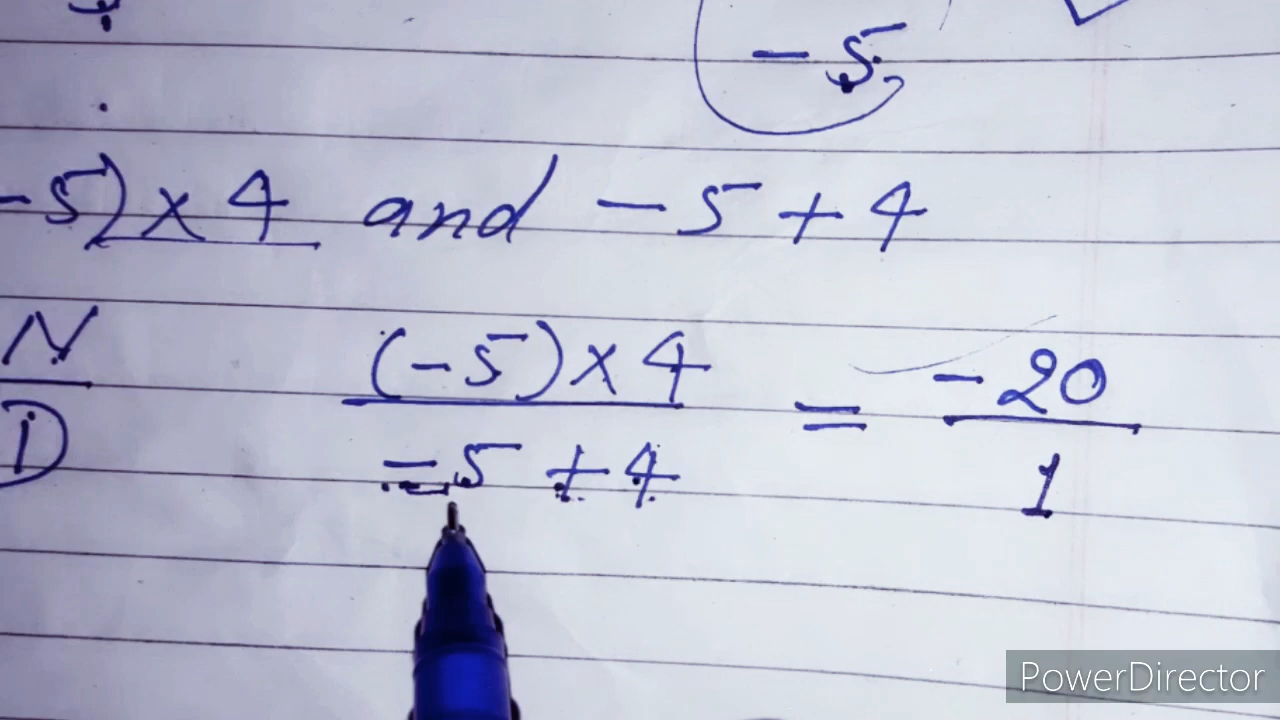 -5
-5) × 4 and -5 + 4
N (-5) × 4 = -20
D -5 + 4 1
PowerDirector